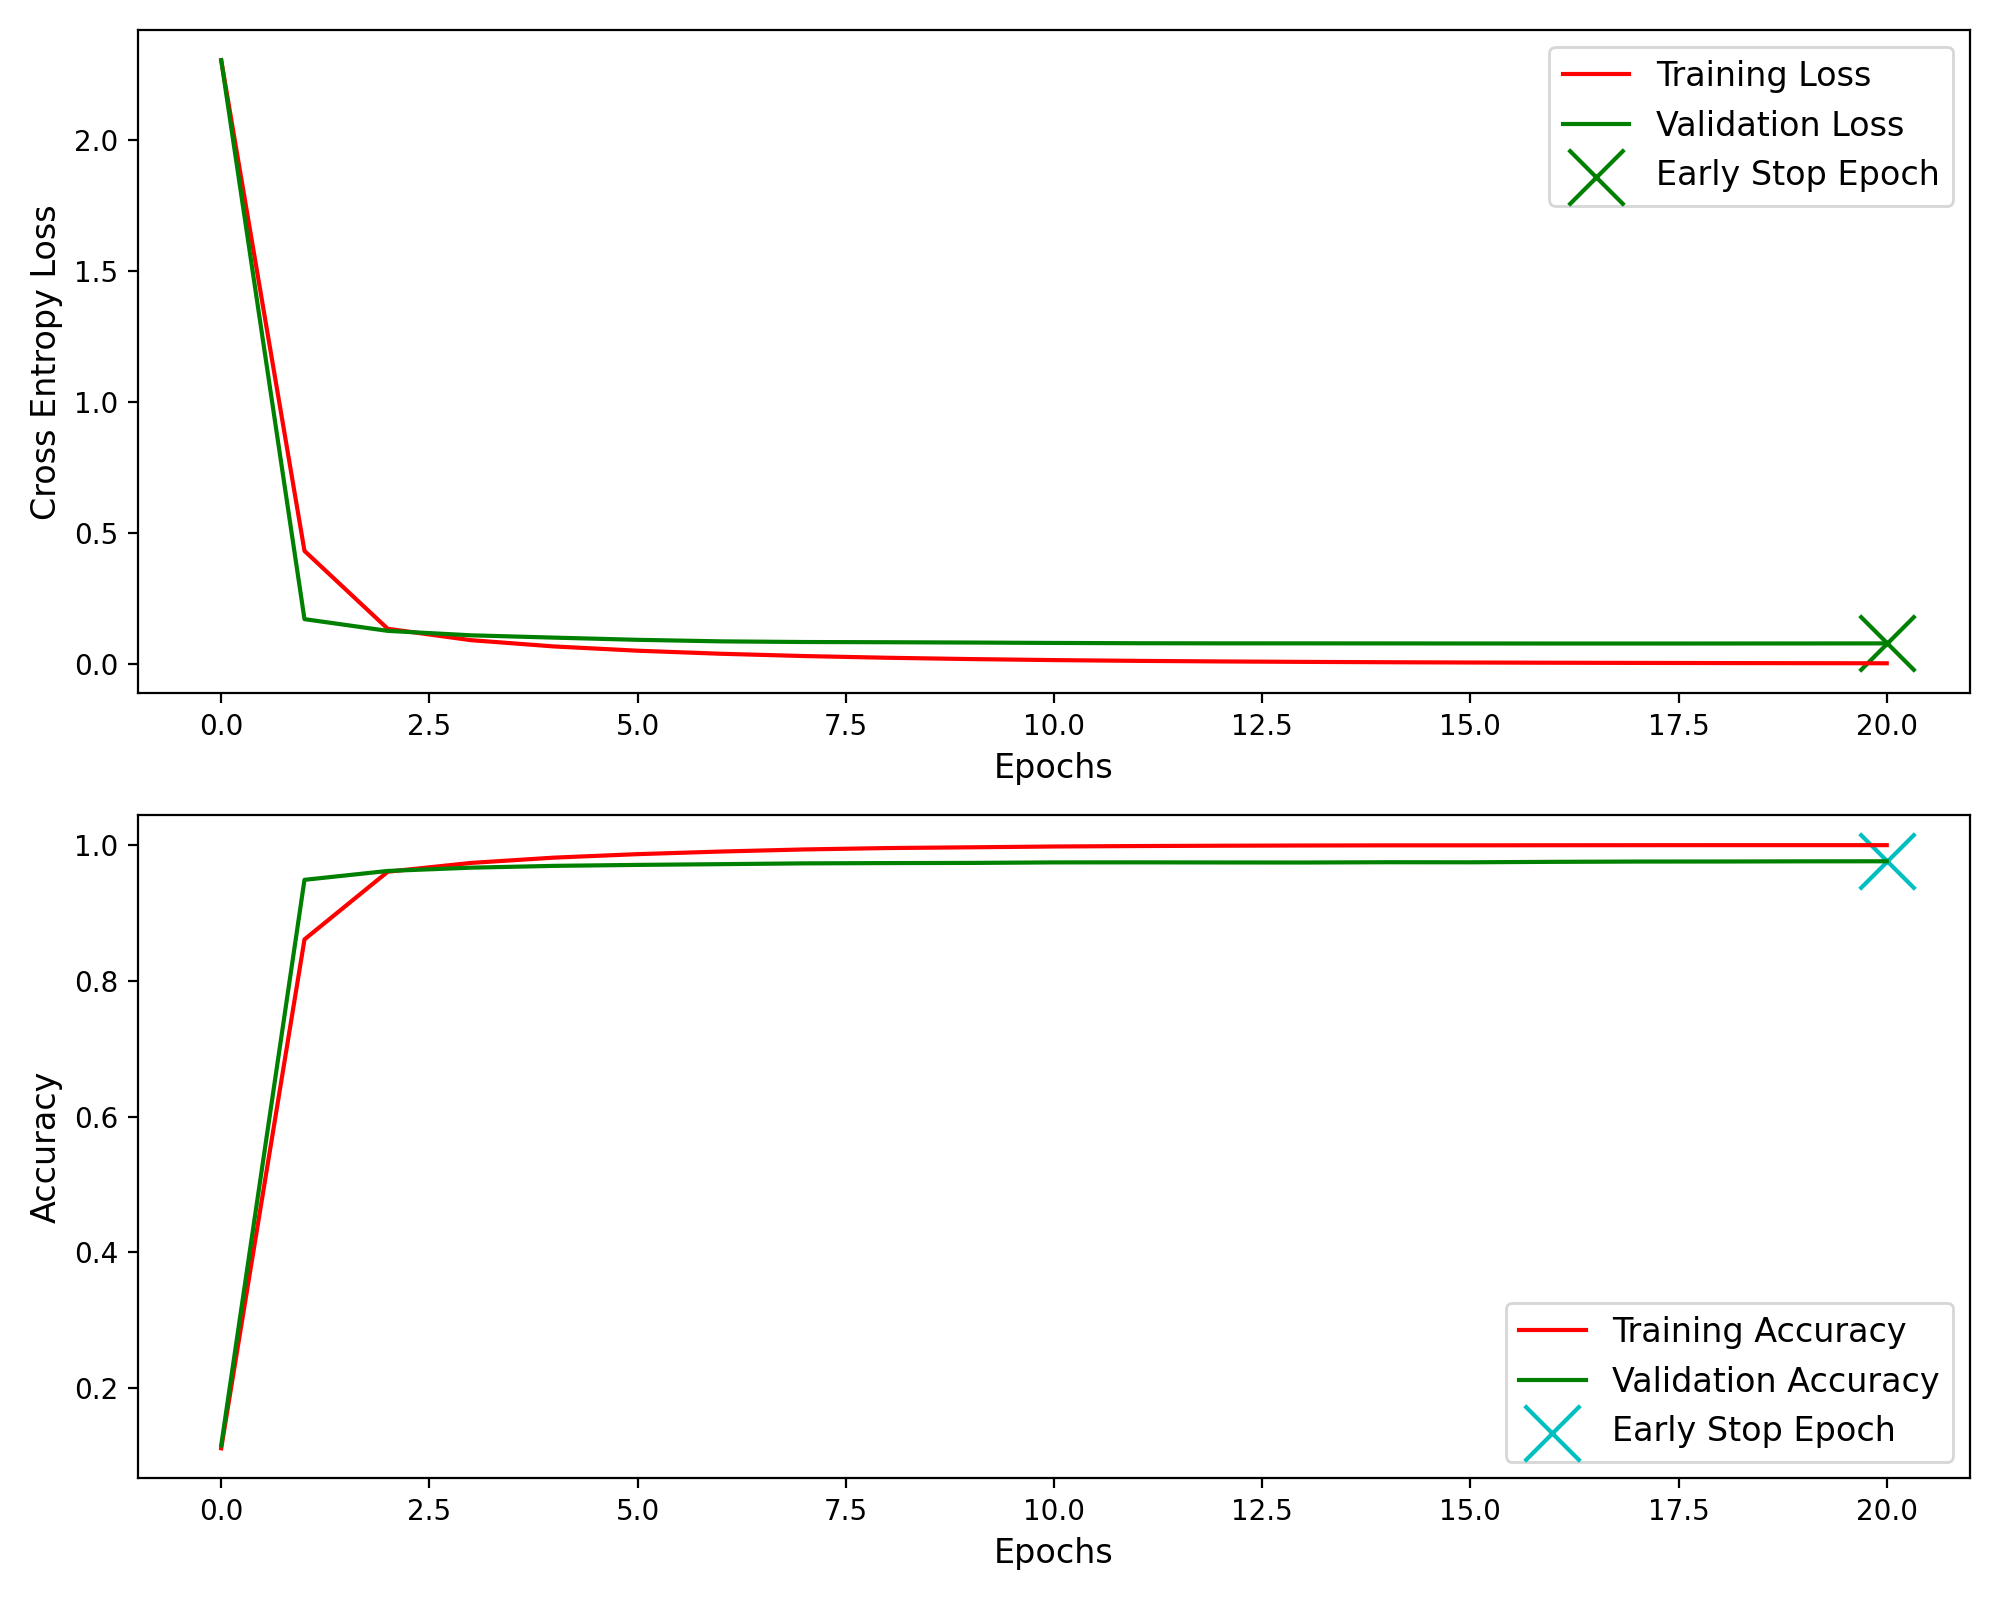 Training Loss
Validation Loss
Early Stop Epoch
Cross Entropy Loss
2.0
1.5
1.0
0.5
0.0
0.0 2.5 5.0 7.5 10.0 12.5 15.0 17.5 20.0
Epochs
Accuracy
1.0
0.8
0.6
0.4
0.2
Training Accuracy
Validation Accuracy
Early Stop Epoch
0.0 2.5 5.0 7.5 10.0 12.5 15.0 17.5 20.0
Epochs